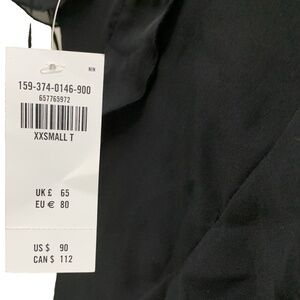 159-374-0146-900
657765972
XXSMALL T
UK £ 65
EU € 80
US $ 90
CAN $ 112